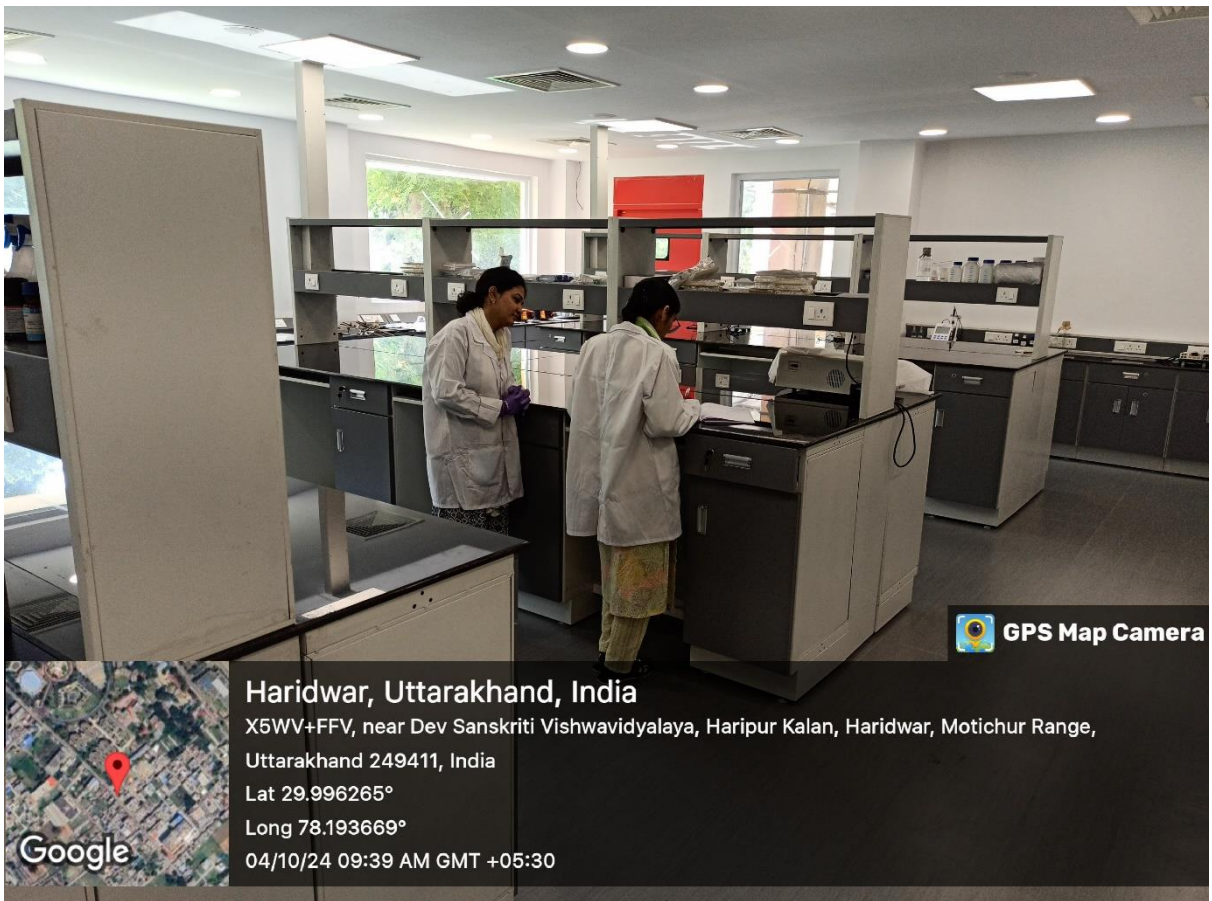 GPS Map Camera
Haridwar, Uttarakhand, India
X5WV+FFV, near Dev Sanskriti Vishwavidyalaya, Haripur Kalan, Haridwar, Motichur Range,
Uttarakhand 249411, India
Lat 29.996265°
Long 78.193669°
04/10/24 09:39 AM GMT +05:30
Google